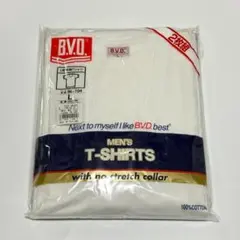 B.V.D.
2枚組
B.V.D.
L
Next to myself I like B.V.D. best
MEN'S
T-SHIRTS
with no stretch collar
100% COTTON